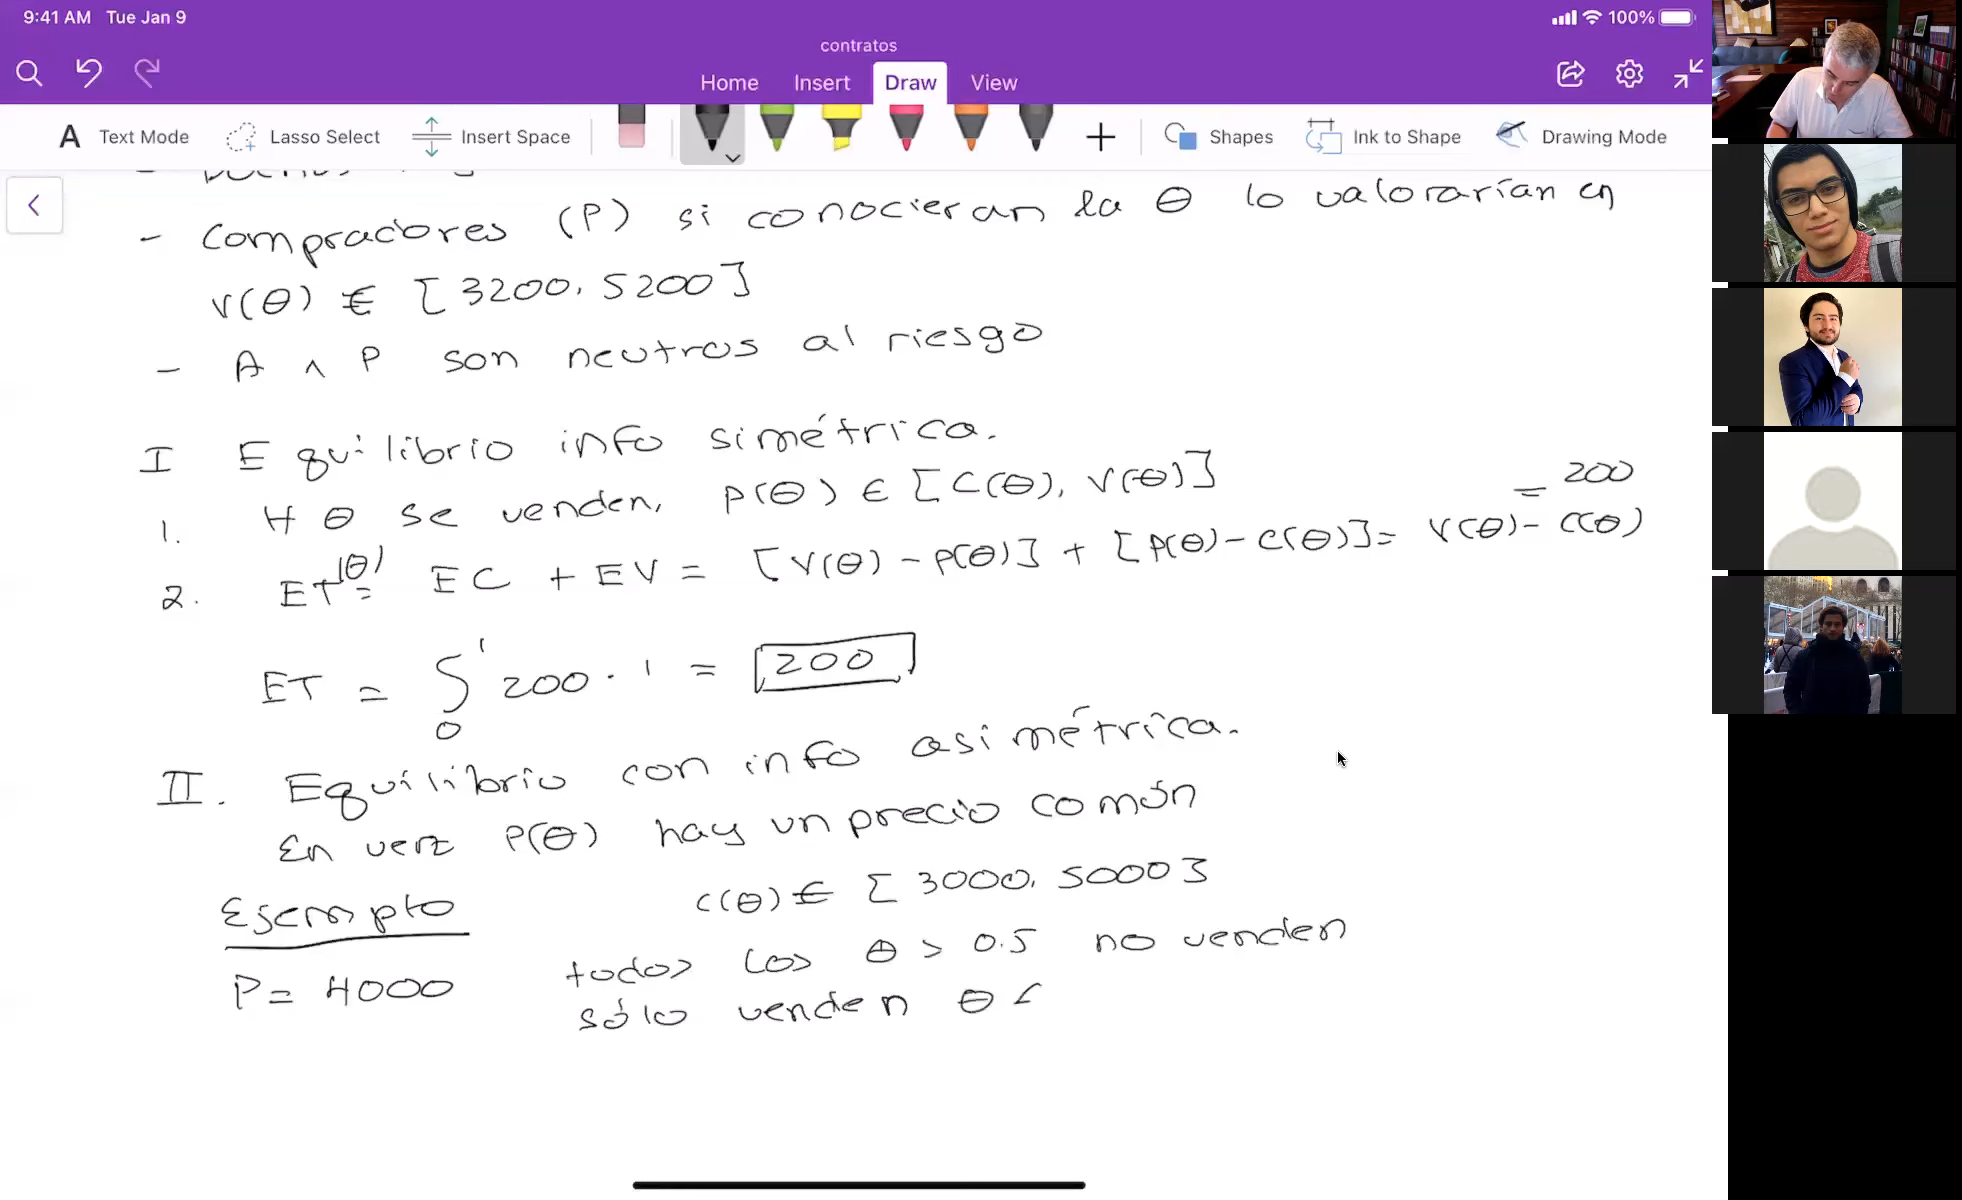 9:41 AM Tue Jan 9
100%
contratos
Home Insert Draw View
A Text Mode Lasso Select Insert Space Shapes Ink to Shape Drawing Mode
- compradores (P) si conocieran la θ lo valorarían en
v(θ) ∈ [3200, 5200]
- A ∧ P son neutros al riesgo
I Equilibrio info simétrica.
1. ∀ θ se venden, p(θ) ∈ [c(θ), v(θ)]
2. ET(θ) = EC + EV = [v(θ) - p(θ)] + [p(θ) - c(θ)] = v(θ) - c(θ) = 200
ET = ∫₀¹ 200 · 1 = 200
II. Equilibrio con info asimétrica.
En vez p(θ) hay un precio común
Ejemplo c(θ) ∈ [3000, 5000]
P = 4000 todos los θ > 0.5 no venden
sólo venden θ <